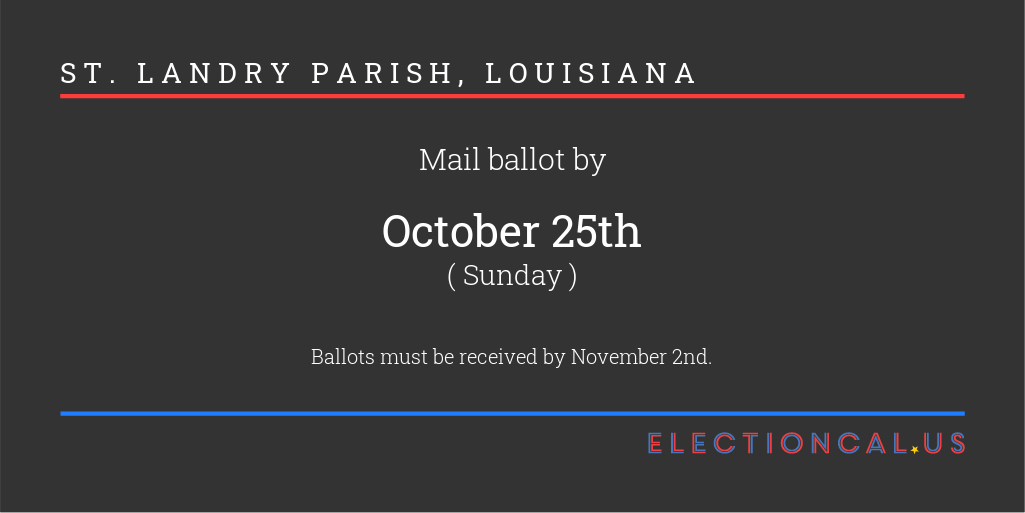 ST. LANDRY PARISH, LOUISIANA
Mail ballot by
October 25th
( Sunday )
Ballots must be received by November 2nd.
ELECTIONCAL.US